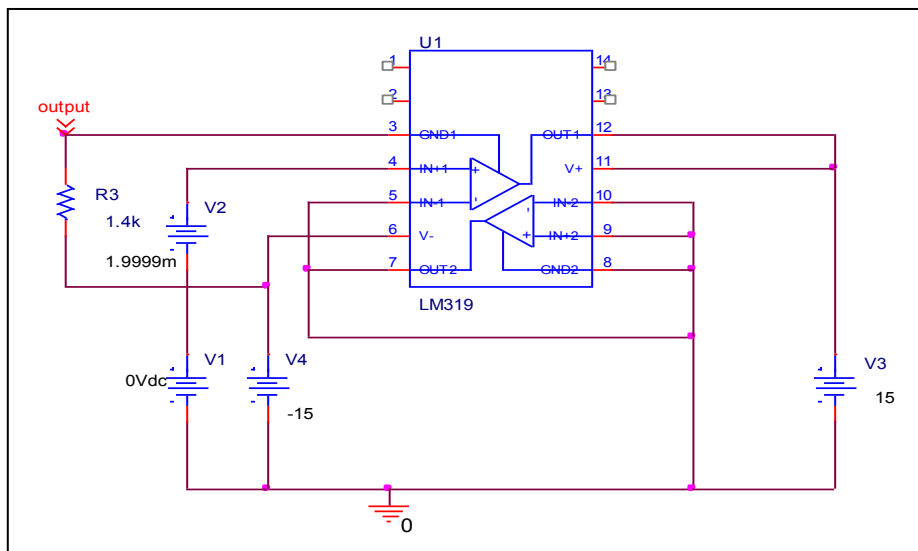 U1
1
14
2
13
output
3
GND1
OUT1
12
4
IN+1
+
V+
11
5
IN-1
-
-
IN-2
10
R3
1.4k
V2
6
V-
+
IN+2
9
1.9999m
7
OUT2
GND2
8
LM319
V1
0Vdc
V4
-15
V3
15
0